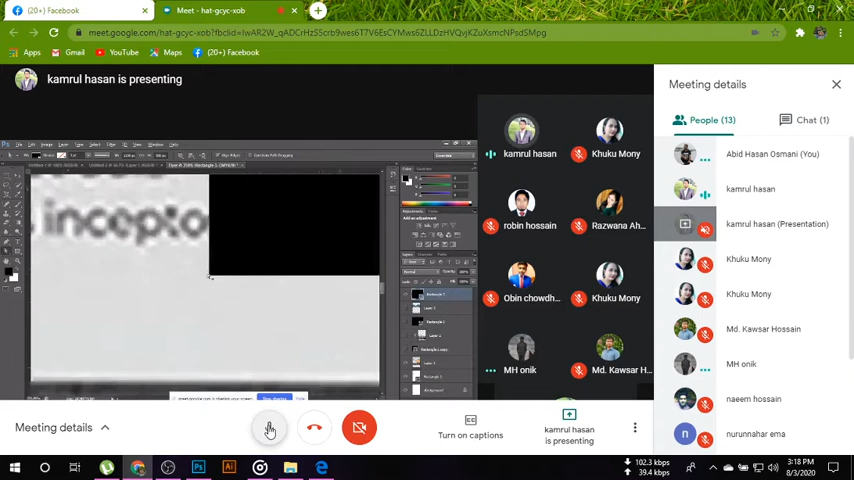 (20+) Facebook
Meet - hat-gcyc-xob
meet.google.com/hat-gcyc-xob?fbclid=IwAR2W_qADCrHzS5crb9wes6T7V6EsCYMws6ZLLDzHVQvjKZuXsmcNPsdSMpg
Apps
Gmail
YouTube
Maps
(20+) Facebook
kamrul hasan is presenting
incepto
kamrul hasan
Khuku Mony
robin hossain
Razwana Ah...
Obin chowdh...
Khuku Mony
MH onik
Md. Kawsar H...
Meeting details
People (13)
Chat (1)
Abid Hasan Osmani (You)
kamrul hasan
kamrul hasan (Presentation)
Khuku Mony
Khuku Mony
Md. Kawsar Hossain
MH onik
naeem hossain
n
nurunnahar ema
Meeting details
Turn on captions
kamrul hasan
is presenting
102.3 kbps
39.4 kbps
3:18 PM
8/3/2020